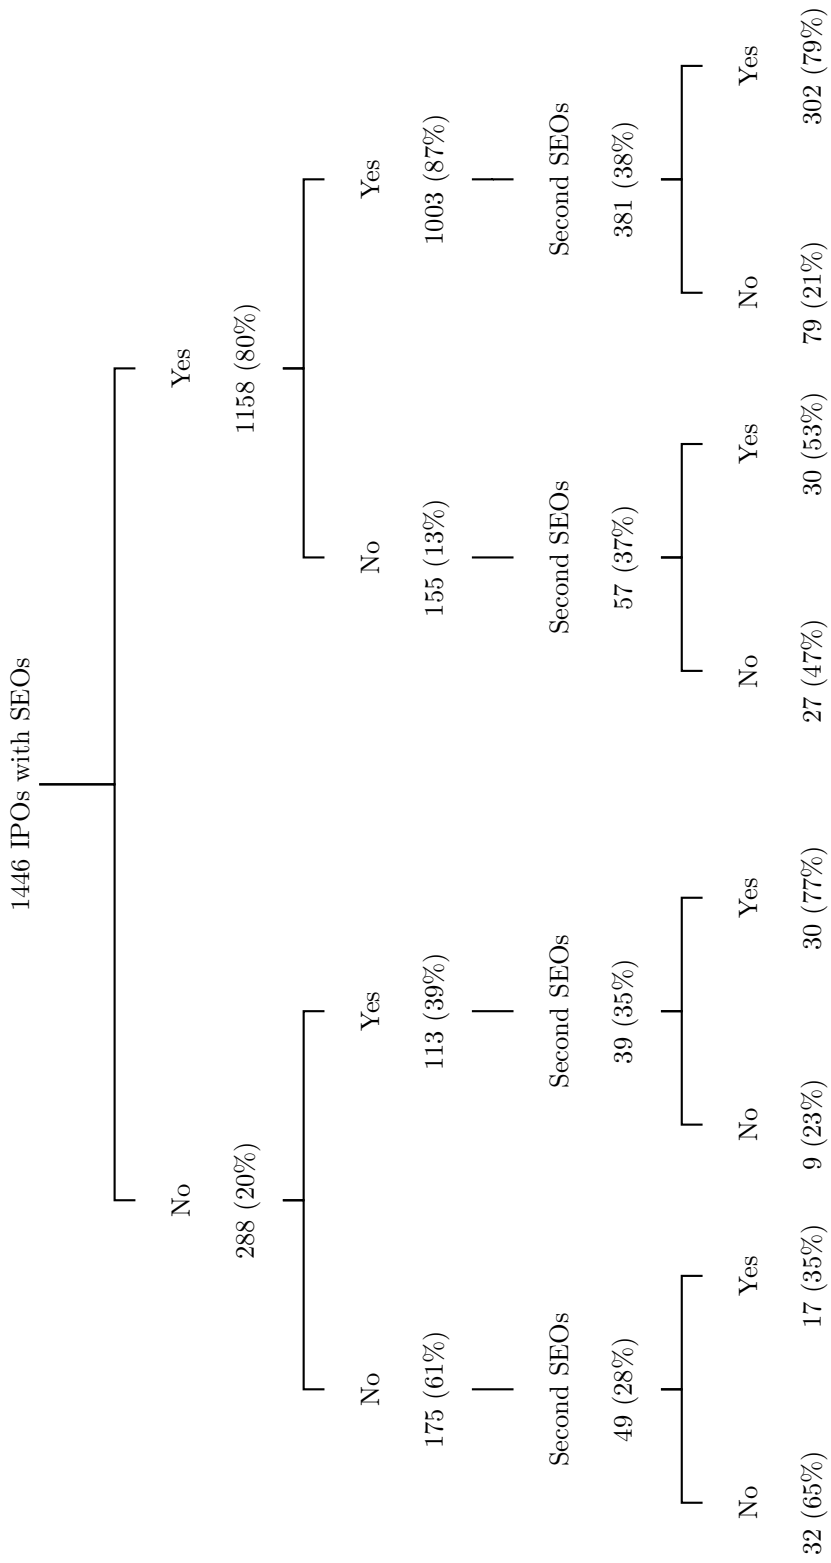 1446 IPOs with SEOs
No
Yes
288 (20%)
1158 (80%)
No
Yes
No
Yes
175 (61%)
113 (39%)
155 (13%)
1003 (87%)
Second SEOs
Second SEOs
Second SEOs
Second SEOs
49 (28%)
39 (35%)
57 (37%)
381 (38%)
No
Yes
No
Yes
No
Yes
No
Yes
32 (65%)
17 (35%)
9 (23%)
30 (77%)
27 (47%)
30 (53%)
79 (21%)
302 (79%)